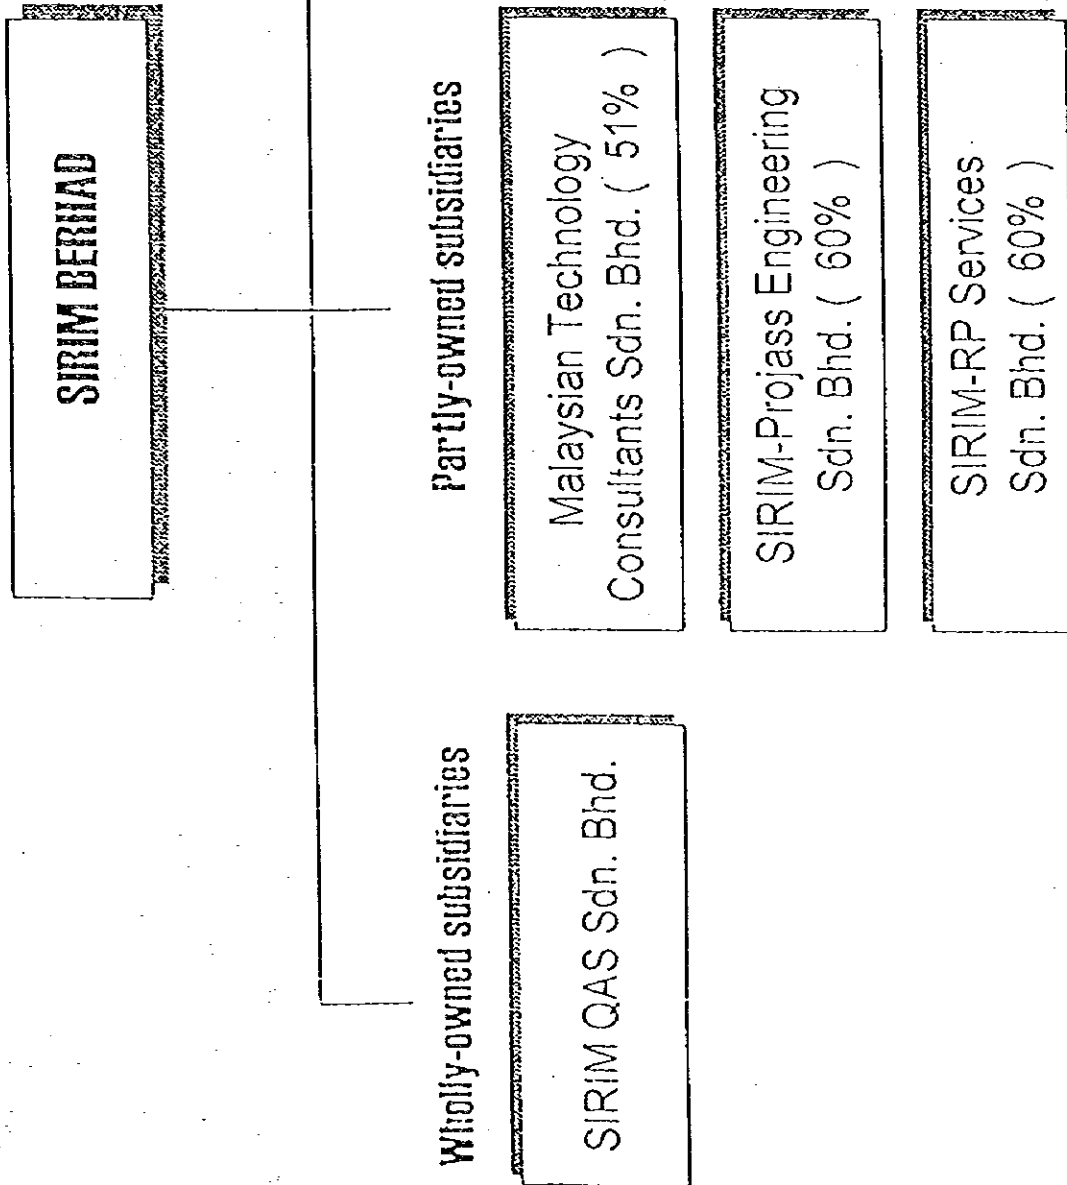 SIRIM BERHAD
Wholly-owned subsidiaries
SIRIM QAS Sdn. Bhd.
Partly-owned subsidiaries
Malaysian Technology
Consultants Sdn. Bhd. ( 51% )
SIRIM-Projass Engineering
Sdn. Bhd. ( 60% )
SIRIM-RP Services
Sdn. Bhd. ( 60% )